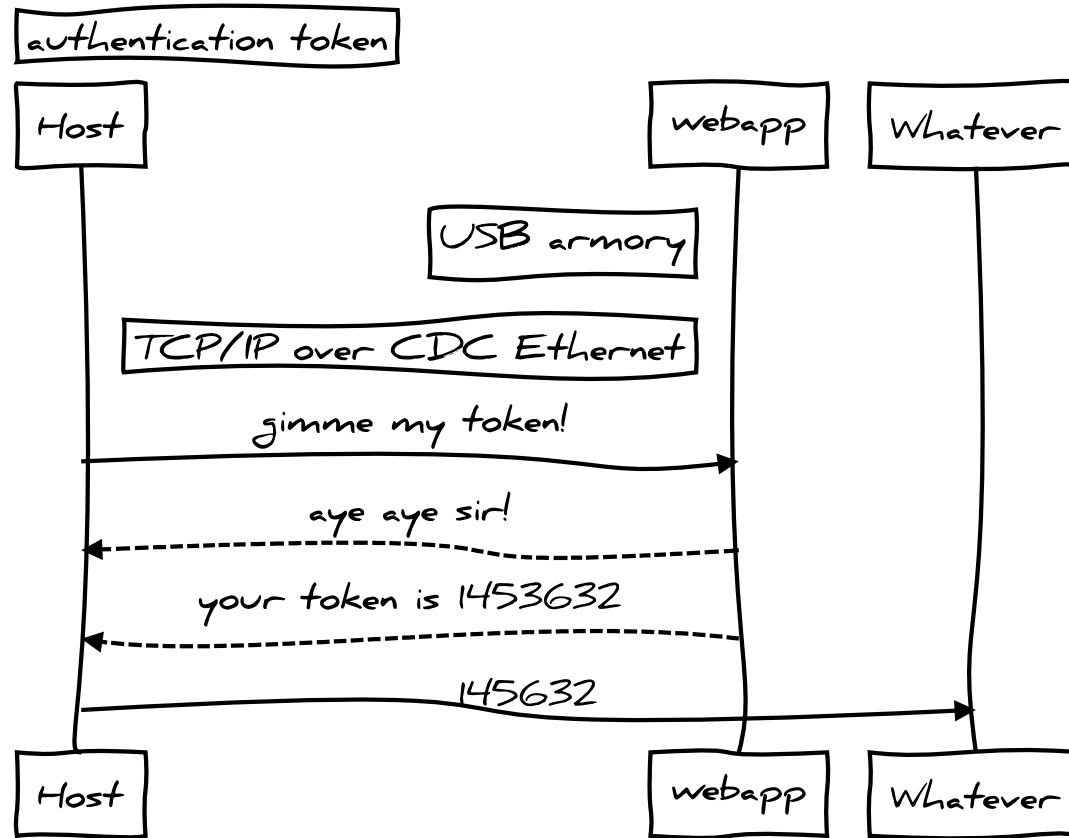 authentication token
Host
webapp
Whatever
USB armory
TCP/IP over CDC Ethernet
gimme my token!
aye aye sir!
your token is 1453632
145632
Host
webapp
Whatever